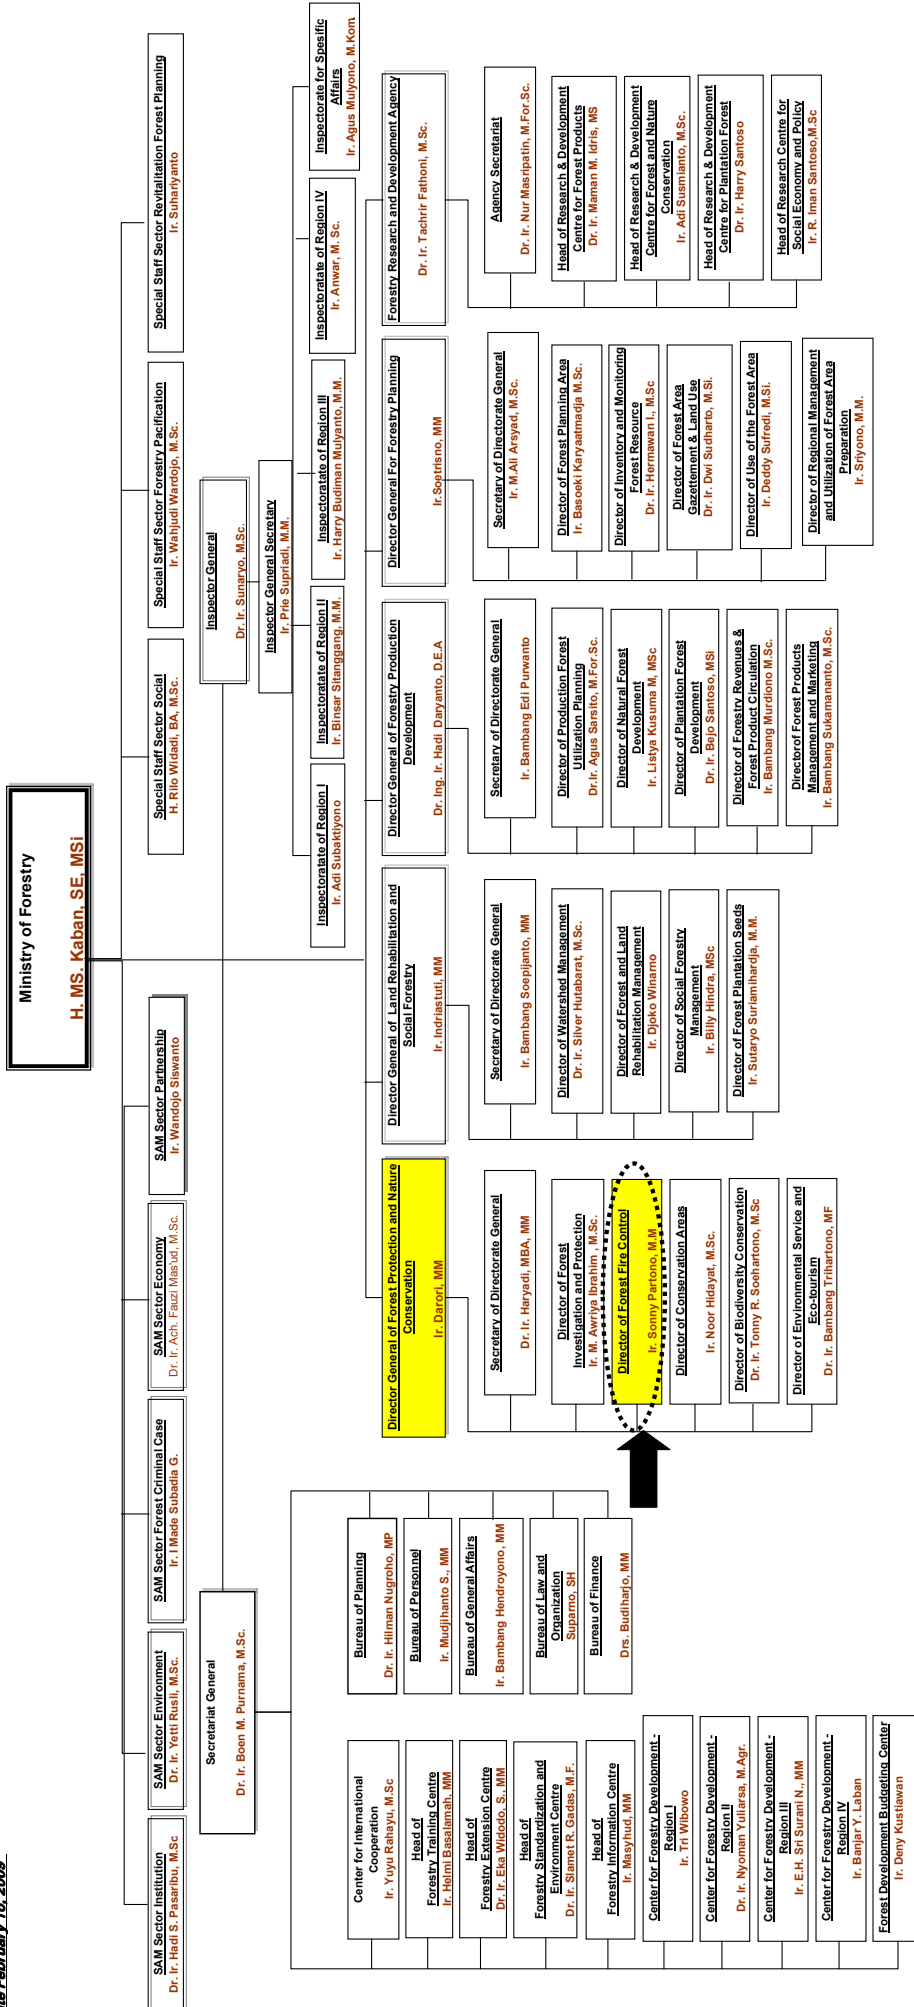 February 10, 2009
Ministry of Forestry
H. MS. Kaban, SE, MSi
SAM Sector Institution
Dr. Ir. Hadi S. Pasaribu, M.Sc
SAM Sector Environment
Dr. Ir. Yetti Rusli, M.Sc
SAM Sector Forest Criminal Case
Ir. I Made Subadia G.
SAM Sector Economy
Dr. Ir. Ach. Fauzi Mas'ud, M.Sc.
SAM Sector Partnership
Ir. Wandojo Siswanto
Special Staff Sector Social
H. Rilo Widadi, BA, M.Sc.
Special Staff Sector Forestry Pacification
Ir. Wahjudi Wardojo, M.Sc.
Special Staff Sector Revitalitation Forest Planning
Ir. Suhariyanto
Secretariat General
Dr. Ir. Boen M. Purnama, M.Sc.
Inspector General
Dr. Ir. Sunaryo, M.Sc.
Inspector General Secretary
Ir. Prie Supriadi, M.M.
Inspectoratate of Region I
Ir. Adi Subaktiyono
Inspectoratate of Region II
Ir. Binsar Sitanggang, M.M.
Inspectoratate of Region III
Ir. Harry Budiman Mulyanto, M.M.
Inspectoratate of Region IV
Ir. Anwar, M. Sc.
Inspectorate for Spesific
Affairs
Ir. Agus Mulyono, M.Kom
Center for International
Cooperation
Ir. Yuyu Rahayu, M.Sc
Head of
Forestry Training Centre
Ir. Helmi Basalamah, MM
Head of
Forestry Extension Centre
Dr. Ir. Eka Widodo, S., MM
Head of
Forestry Standardization and
Environment Centre
Dr. Ir. Slamet R. Gadas, M.F.
Head of
Forestry Information Centre
Ir. Masyhud, MM
Center for Forestry Development -
Region I
Ir. Tri Wibowo
Center for Forestry Development -
Region II
Dr. Ir. Nyoman Yuliarsa, M.Agr.
Center for Forestry Development -
Region III
Ir. E.H. Sri Surani N., MM
Center for Forestry Development -
Region IV
Ir. Banjar Y. Laban
Forest Development Budgeting Center
Ir. Deny Kustiawan
Bureau of Planning
Dr. Ir. Hilman Nugroho, MP
Bureau of Personnel
Ir. Mudjihanto S., MM
Bureau of General Affairs
Ir. Bambang Hendroyono, MM
Bureau of Law and
Organization
Suparno, SH
Bureau of Finance
Drs. Budiharjo, MM
Director General of Forest Protection and Nature
Conservation
Ir. Darori, MM
Secretary of Directorate General
Dr. Ir. Haryadi, MBA, MM
Director of Forest
Investigation and Protection
Ir. M. Awriya Ibrahim , M.Sc.
Director of Forest Fire Control
Ir. Sonny Partono, M.M
Director of Conservation Areas
Ir. Noor Hidayat, M.Sc.
Director of Biodiversity Conservation
Dr. Ir. Tonny R. Soehartono, M.Sc
Director of Environmental Service and
Eco-tourism
Dr. Ir. Bambang Trihartono, MF
Director General of Land Rehabilitation and
Social Forestry
Ir. Indriastuti, MM
Secretary of Directorate General
Ir. Bambang Soepijanto, MM
Director of Watershed Management
Dr. Ir. Silver Hutabarat, M.Sc.
Director of Forest and Land
Rehabilitation Management
Ir. Djoko Winarno
Director of Social Forestry
Management
Ir. Billy Hindra, MSc
Director of Forest Plantation Seeds
Ir. Sutaryo Suriamihardja, M.M.
Director General of Forestry Production
Development
Dr. Ing. Ir. Hadi Daryanto, D.E.A
Secretary of Directorate General
Ir. Bambang Edi Purwanto
Director of Production Forest
Utilization Planning
Dr.Ir. Agus Sarsito, M.For.Sc.
Director of Natural Forest
Development
Ir. Listya Kusuma M, MSc
Director of Plantation Forest
Development
Dr. Ir. Bejo Santoso, MSi
Director of Forestry Revenues &
Forest Product Circulation
Ir. Bambang Murdiono M.Sc.
Directorof Forest Products
Management and Marketing
Ir. Bambang Sukamananto, M.Sc.
Director General For Forestry Planning
Ir.Soetrisno, MM
Secretary of Directorate General
Ir. M.Ali Arsyad, M.Sc.
Director of Forest Planning Area
Ir. Basoeki Karyaatmadja M.Sc.
Director of Inventory and Monitoring
Forest Resource
Dr. Ir. Hermawan I., M.Sc
Director of Forest Area
Gazettement & Land Use
Dr. Ir. Dwi Sudharto, M.Si.
Director of Use of the Forest Area
Ir. Deddy Sufredi, M.Si.
Director of Regional Management
and Utilization of Forest Area
Preparation
Ir. Sriyono, M.M.
Forestry Research and Development Agency
Dr. Ir. Tachrir Fathoni, M.Sc.
Agency Secretariat
Dr. Ir. Nur Masripatin, M.For.Sc.
Head of Research & Development
Centre for Forest Products
Dr. Ir. Maman M. Idris, MS
Head of Research & Development
Centre for Forest and Nature
Conservation
Ir. Adi Susmianto, M.Sc.
Head of Research & Development
Centre for Plantation Forest
Dr. Ir. Harry Santoso
Head of Research Centre for
Social Economy and Policy
Ir. R. Iman Santoso,M.Sc